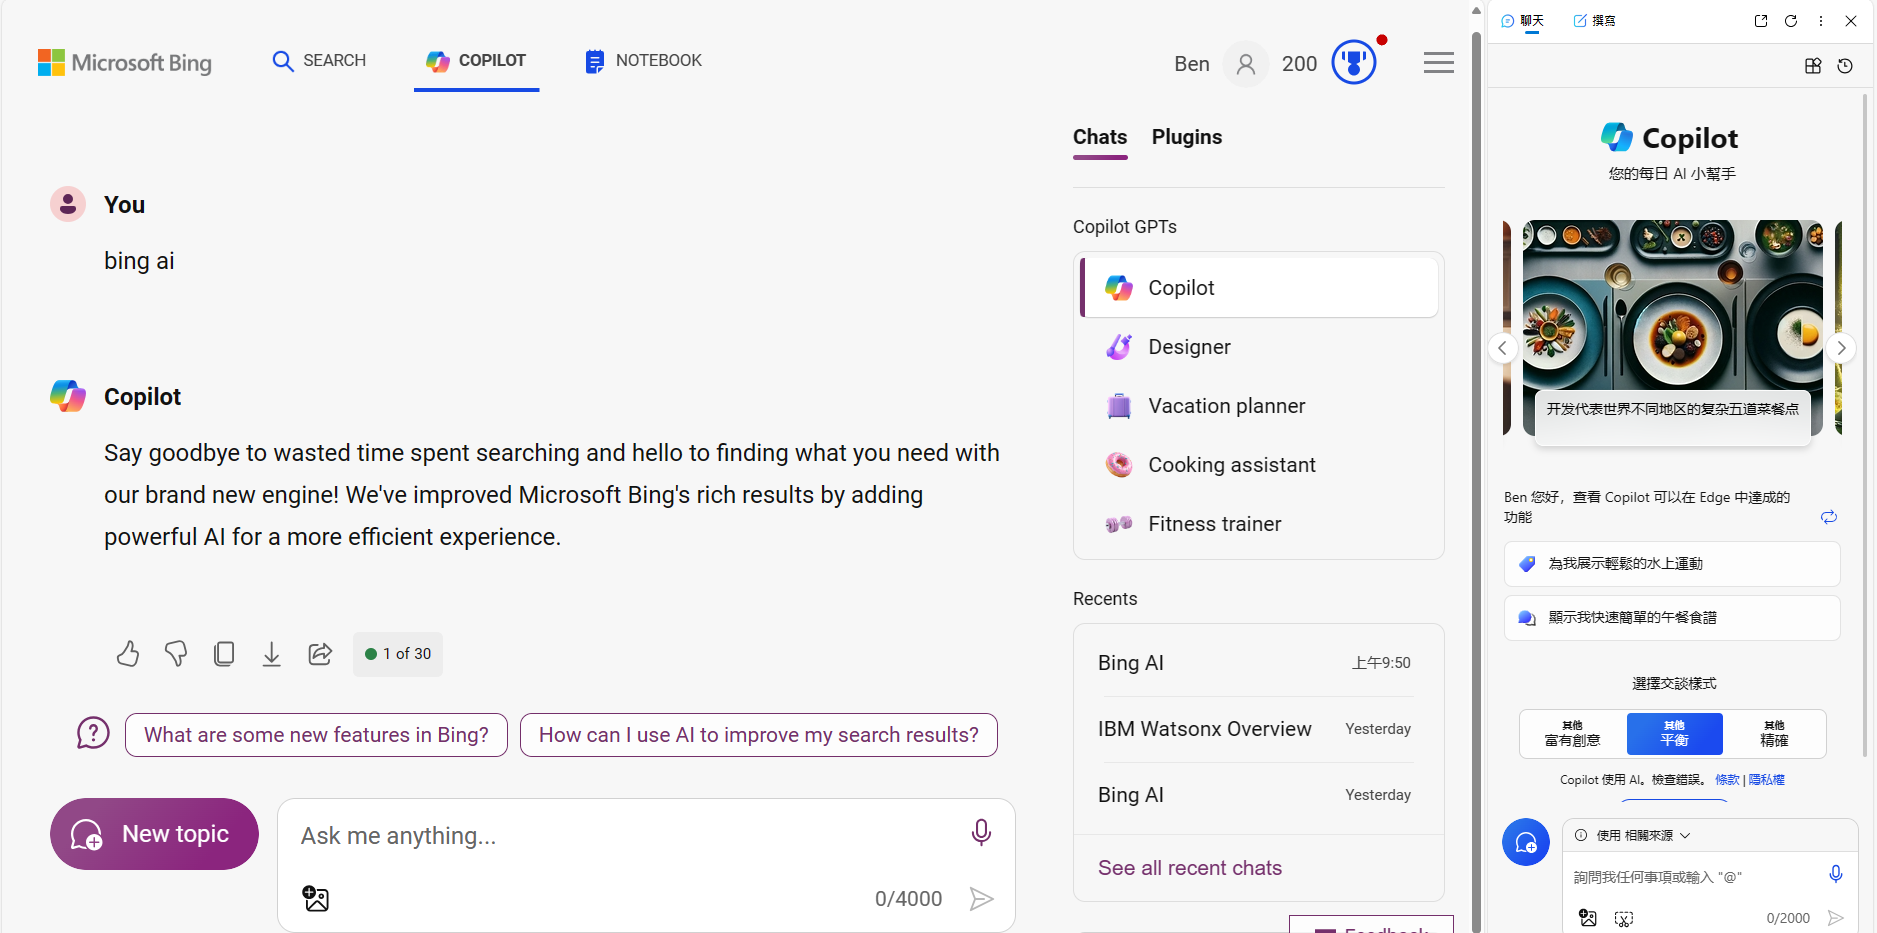 Microsoft Bing
SEARCH
COPILOT
NOTEBOOK
Ben
200
You
bing ai
Copilot
Say goodbye to wasted time spent searching and hello to finding what you need with
our brand new engine! We've improved Microsoft Bing's rich results by adding
powerful AI for a more efficient experience.
1 of 30
What are some new features in Bing?
How can I use AI to improve my search results?
New topic
Ask me anything...
0/4000
Chats
Plugins
Copilot GPTs
Copilot
Designer
Vacation planner
Cooking assistant
Fitness trainer
Recents
Bing AI
上午9:50
IBM Watsonx Overview
Yesterday
Bing AI
Yesterday
See all recent chats
Feedback
聊天
撰寫
Copilot
您的每日 AI 小幫手
开发代表世界不同地区的复杂五道菜餐点
Ben 您好，查看 Copilot 可以在 Edge 中達成的
功能
為我展示輕鬆的水上運動
顯示我快速簡單的午餐食譜
選擇交談樣式
其他
富有創意
其他
平衡
其他
精確
Copilot 使用 AI。檢查錯誤。 條款 | 隱私權
使用 相關來源
詢問我任何事項或輸入 "@"
0/2000